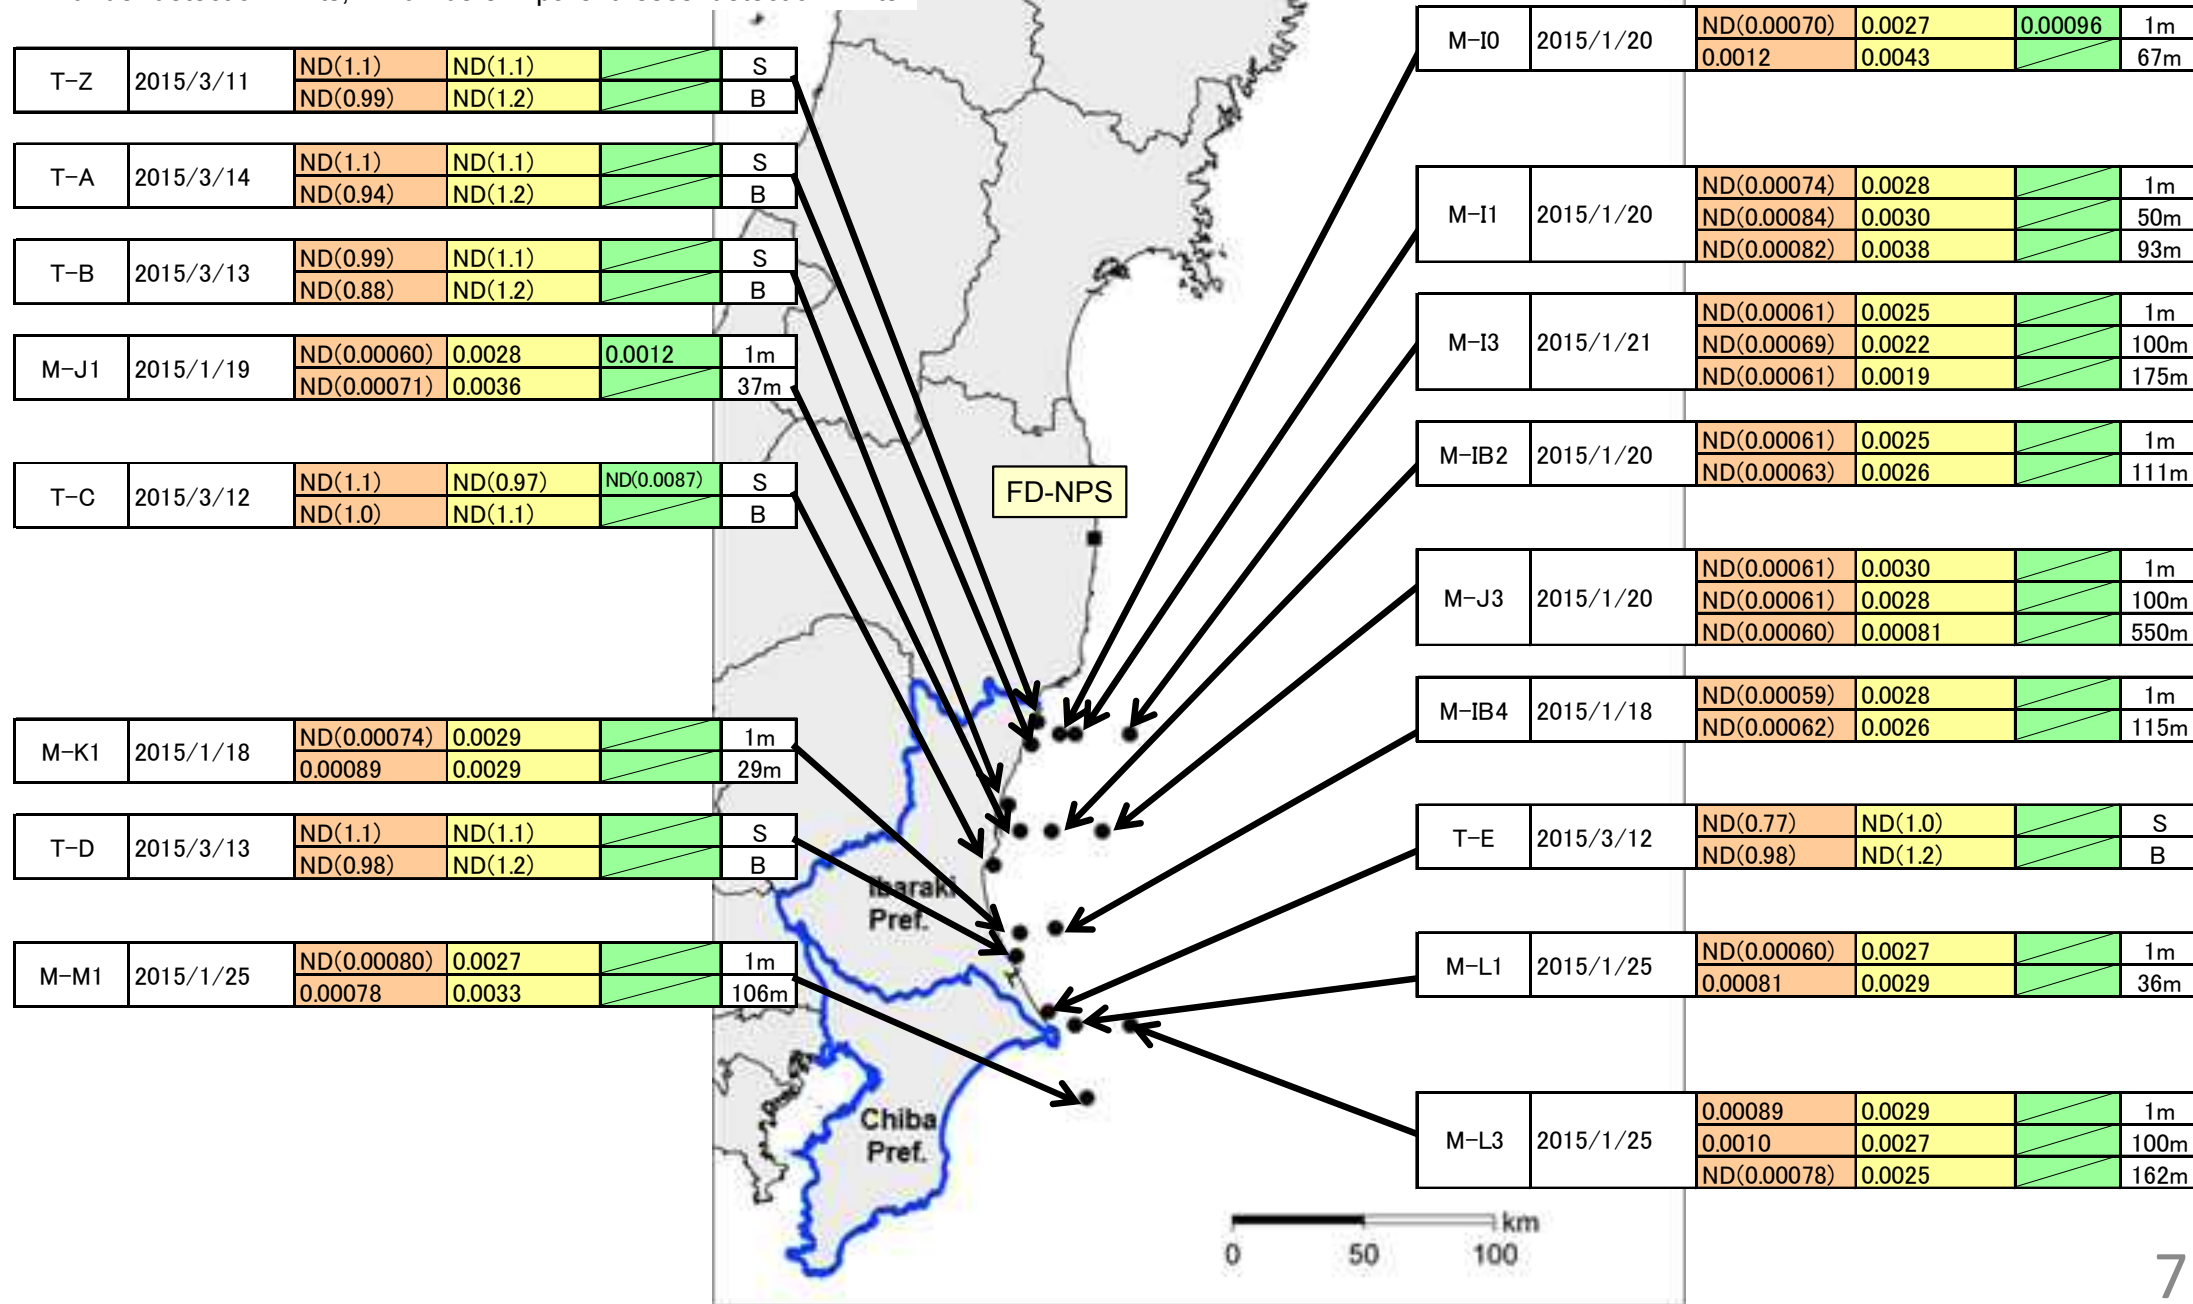 T-Z 2015/3/11 ND(1.1) ND(1.1) S
ND(0.99) ND(1.2) B
T-A 2015/3/14 ND(1.1) ND(1.1) S
ND(0.94) ND(1.2) B
T-B 2015/3/13 ND(0.99) ND(1.1) S
ND(0.88) ND(1.2) B
M-J1 2015/1/19 ND(0.00060) 0.0028 0.0012 1m
ND(0.00071) 0.0036 37m
T-C 2015/3/12 ND(1.1) ND(0.97) ND(0.0087) S
ND(1.0) ND(1.1) B
M-K1 2015/1/18 ND(0.00074) 0.0029 1m
0.00089 0.0029 29m
T-D 2015/3/13 ND(1.1) ND(1.1) S
ND(0.98) ND(1.2) B
M-M1 2015/1/25 ND(0.00080) 0.0027 1m
0.00078 0.0033 106m
FD-NPS
Ibaraki
Pref.
Chiba
Pref.
km
0 50 100
M-I0 2015/1/20 ND(0.00070) 0.0027 0.00096 1m
0.0012 0.0043 67m
M-I1 2015/1/20 ND(0.00074) 0.0028 1m
ND(0.00084) 0.0030 50m
ND(0.00082) 0.0038 93m
M-I3 2015/1/21 ND(0.00061) 0.0025 1m
ND(0.00069) 0.0022 100m
ND(0.00061) 0.0019 175m
M-IB2 2015/1/20 ND(0.00061) 0.0025 1m
ND(0.00063) 0.0026 111m
M-J3 2015/1/20 ND(0.00061) 0.0030 1m
ND(0.00061) 0.0028 100m
ND(0.00060) 0.00081 550m
M-IB4 2015/1/18 ND(0.00059) 0.0028 1m
ND(0.00062) 0.0026 115m
T-E 2015/3/12 ND(0.77) ND(1.0) S
ND(0.98) ND(1.2) B
M-L1 2015/1/25 ND(0.00060) 0.0027 1m
0.00081 0.0029 36m
M-L3 2015/1/25 0.00089 0.0029 1m
0.0010 0.0027 100m
ND(0.00078) 0.0025 162m
7